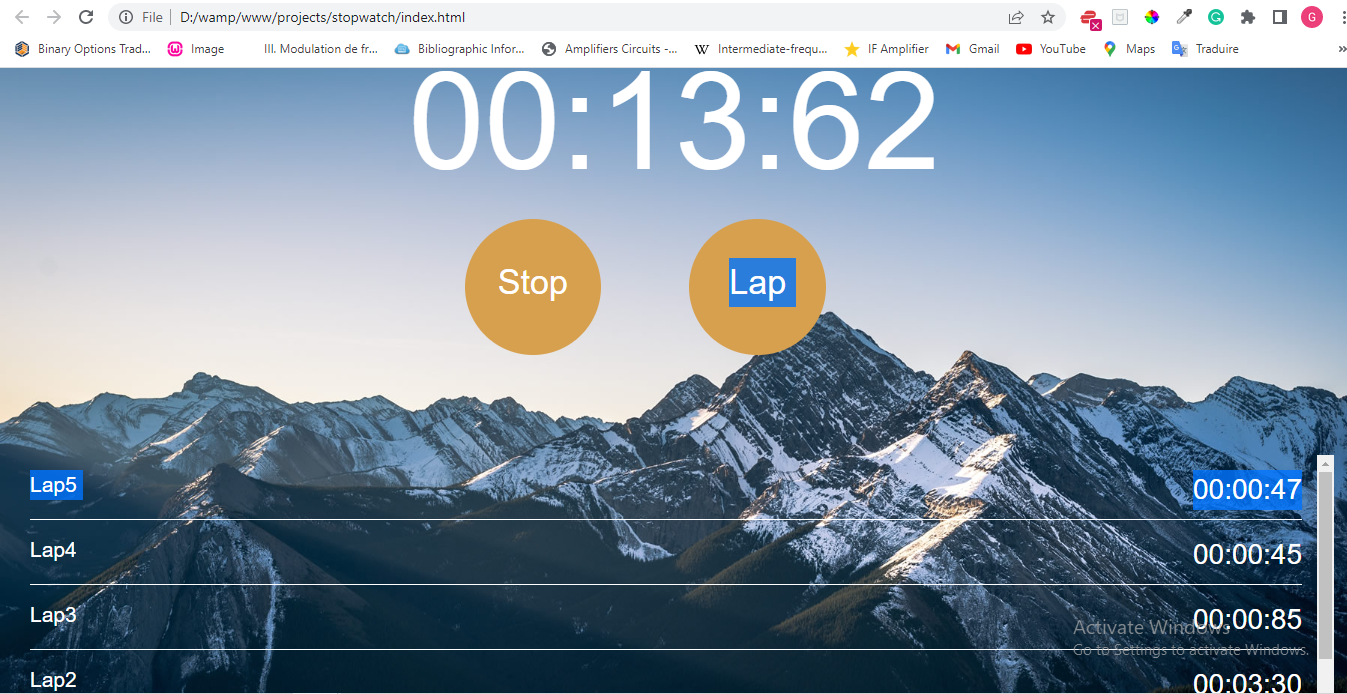 File | D:/wamp/www/projects/stopwatch/index.html
G
Binary Options Trad... Image III. Modulation de fr... Bibliographic Infor... Amplifiers Circuits -... Intermediate-frequ... IF Amplifier Gmail YouTube Maps Traduire »
00:13:62
Stop Lap
Lap5 00:00:47
Lap4 00:00:45
Lap3 00:00:85
Activate Windows
Go to Settings to activate Windows.
Lap2 00:03:30